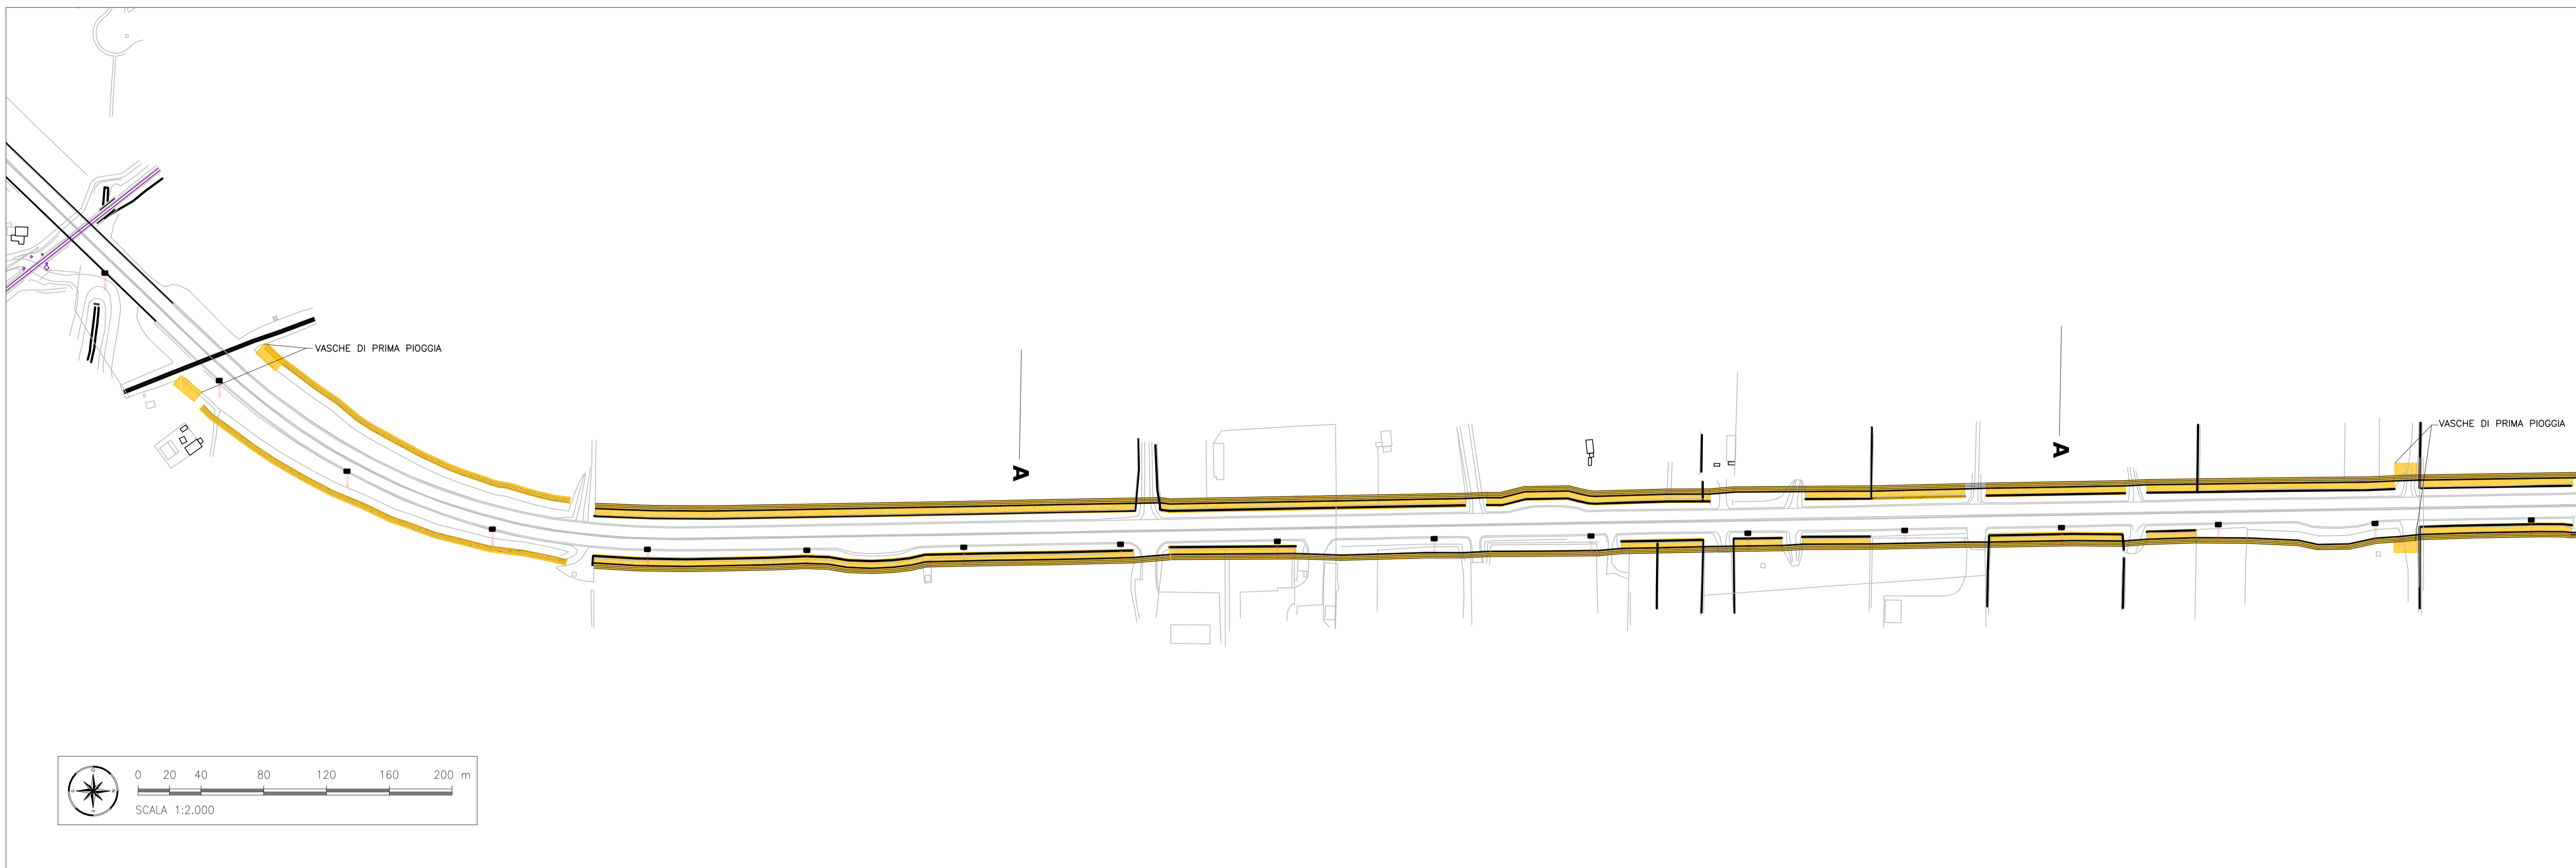 VASCHE DI PRIMA PIOGGIA
A
A
VASCHE DI PRIMA PIOGGIA
0 20 40 80 120 160 200 m
SCALA 1:2.000
O
S N
E